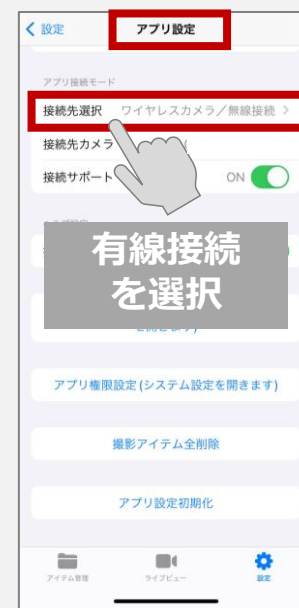 設定
アプリ設定
アプリ接続モード
接続先選択 ワイヤレスカメラ／無線接続
接続先カメラ
接続サポート ON
有線接続
を選択
アプリ権限設定(システム設定を開きます)
撮影アイテム全削除
アプリ設定初期化
アイテム管理 ライブビュー 設定